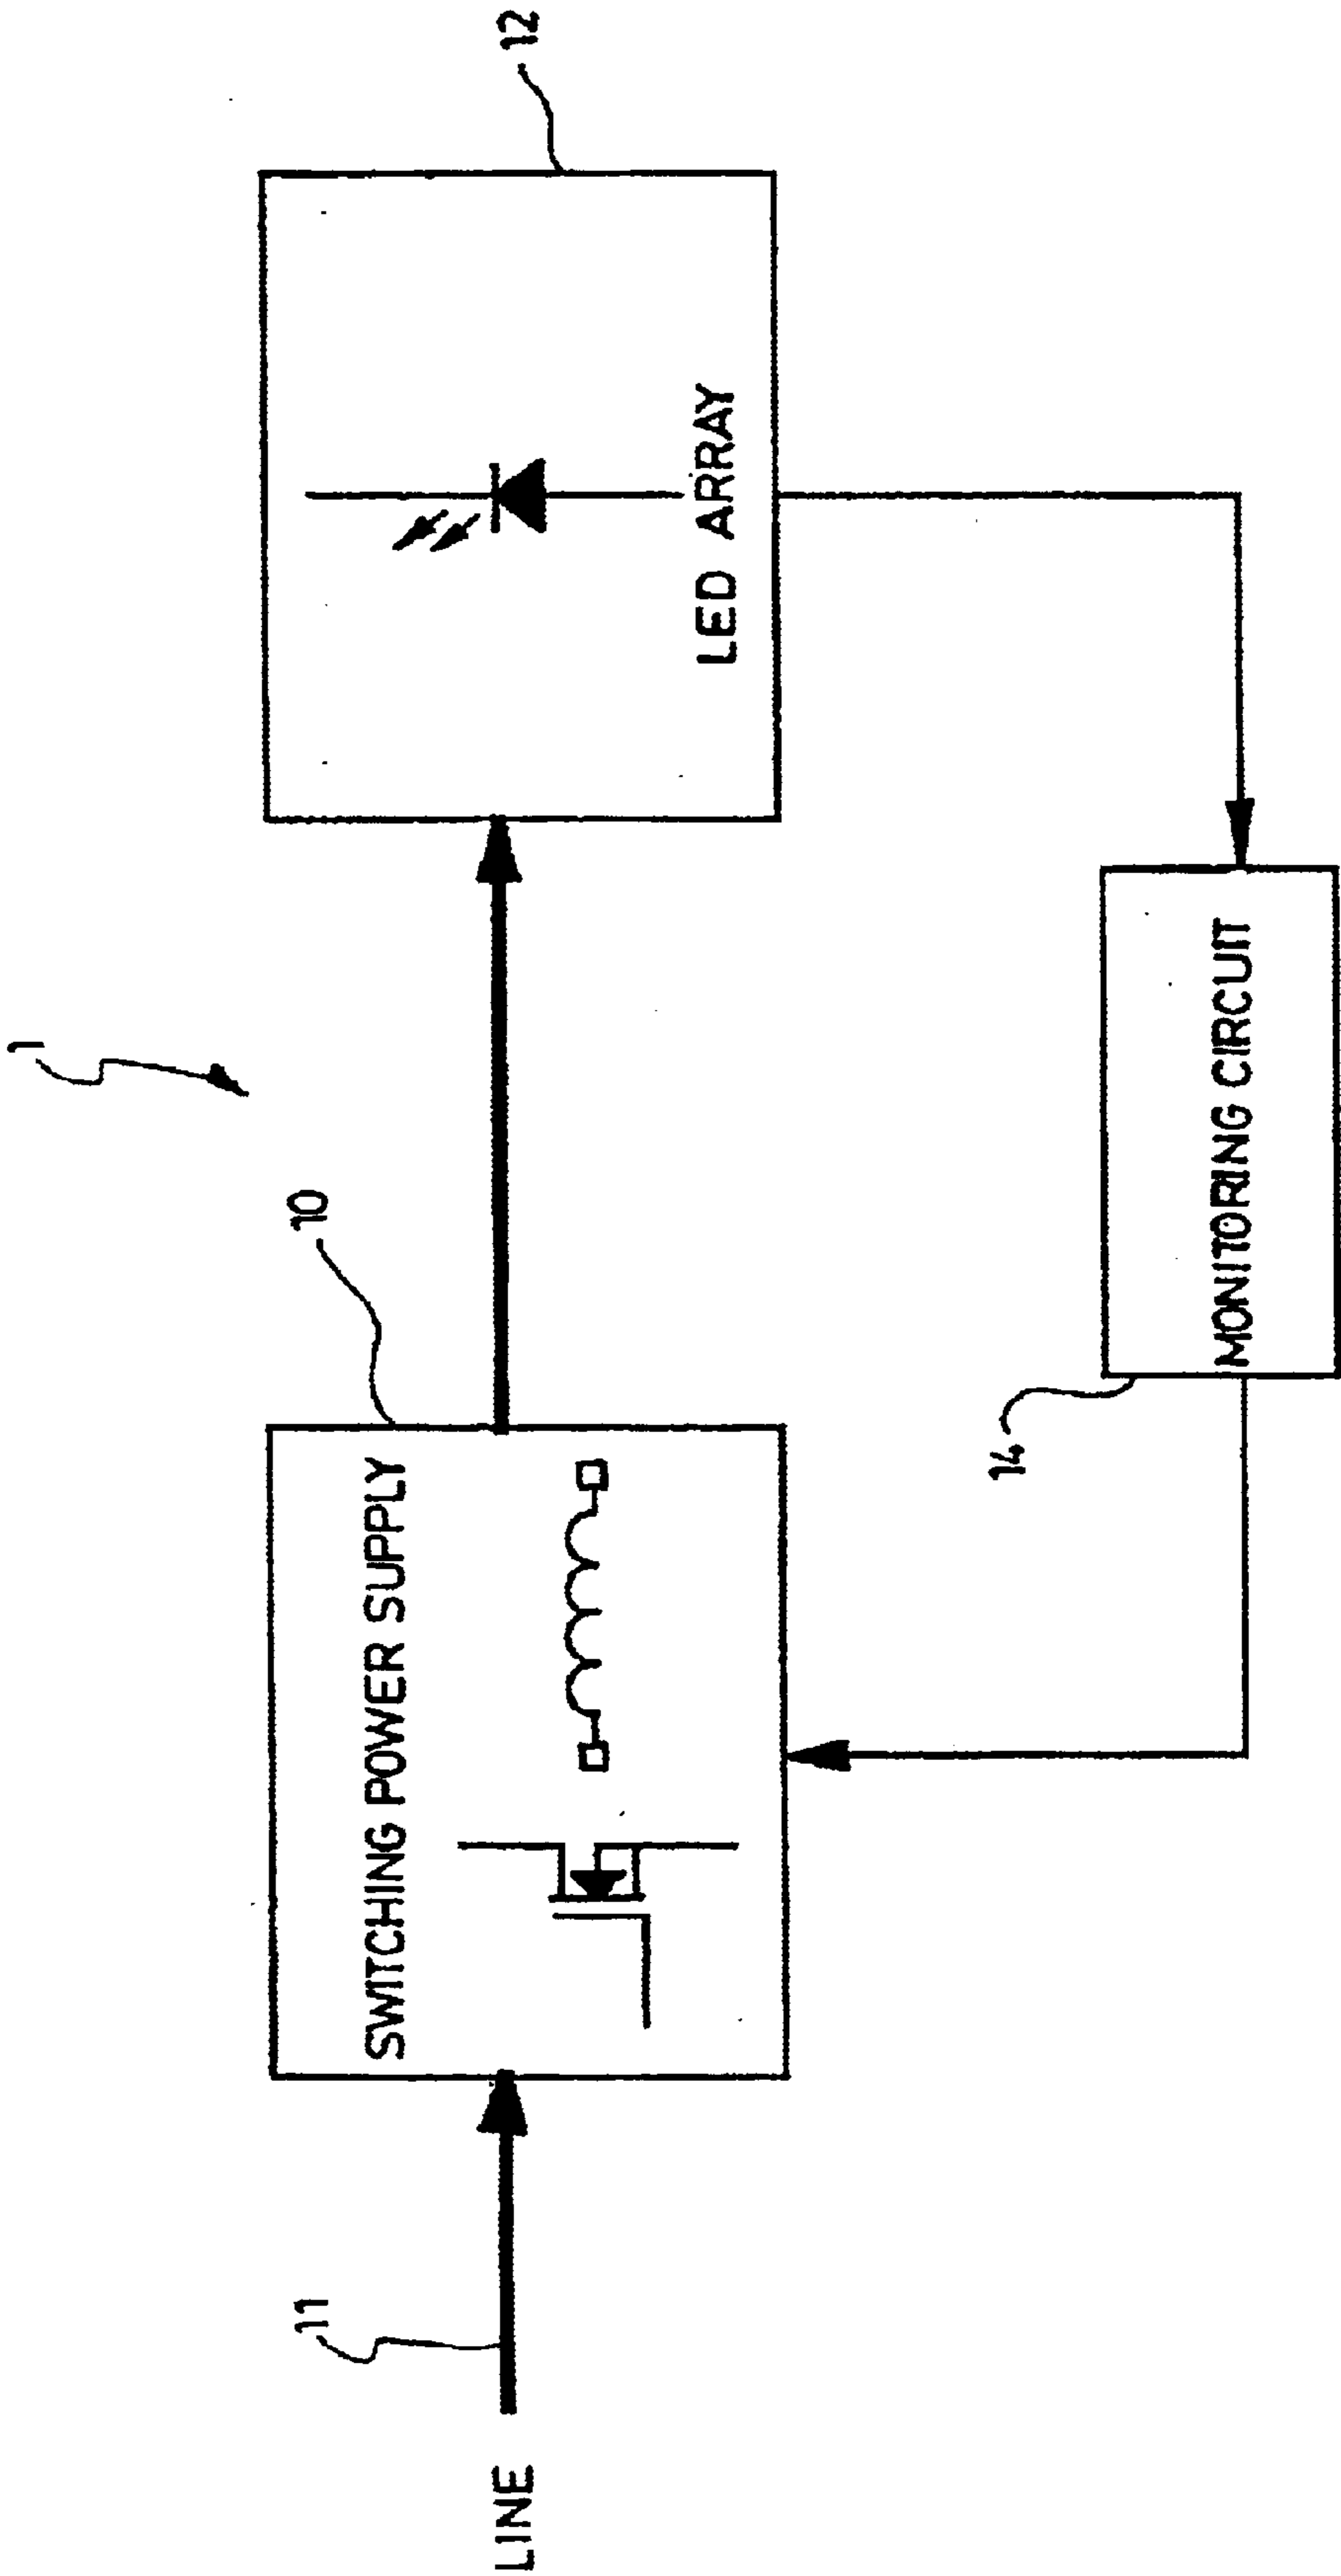 1
12
10
11
LINE
SWITCHING POWER SUPPLY
LED ARRAY
14
MONITORING CIRCUIT